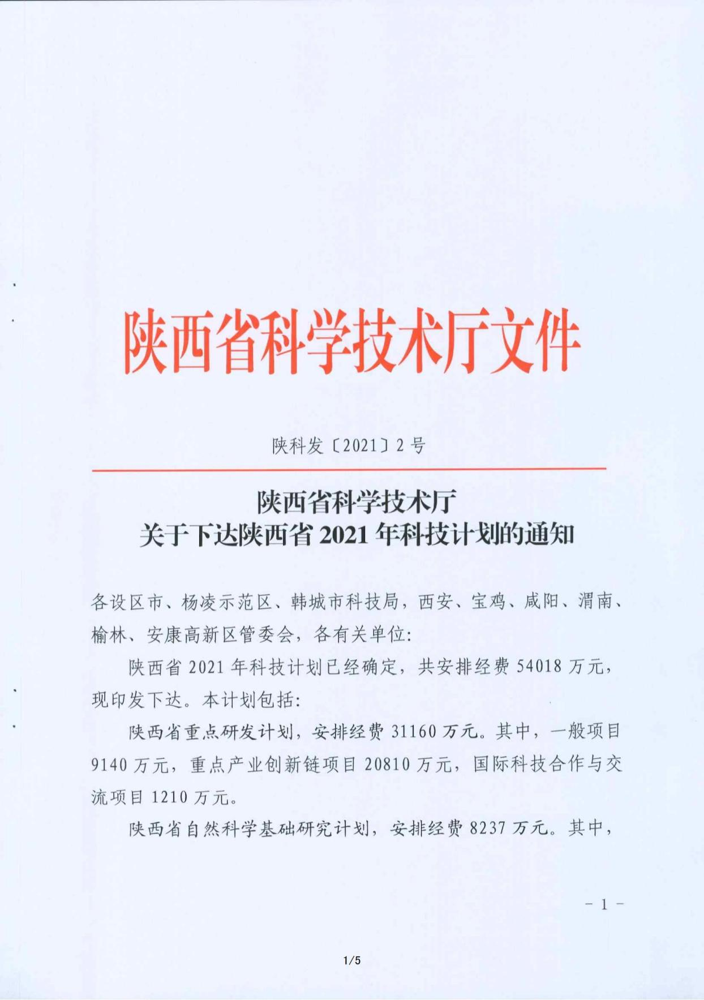 陕西省科学技术厅文件
陕科发〔2021〕2号
陕西省科学技术厅
关于下达陕西省 2021 年科技计划的通知
各设区市、杨凌示范区、韩城市科技局，西安、宝鸡、咸阳、渭南、
榆林、安康高新区管委会，各有关单位：
陕西省 2021 年科技计划已经确定，共安排经费 54018 万元，
现印发下达。本计划包括：
陕西省重点研发计划，安排经费 31160 万元。其中，一般项目
9140 万元，重点产业创新链项目 20810 万元，国际科技合作与交
流项目 1210 万元。
陕西省自然科学基础研究计划，安排经费 8237 万元。其中，
- 1 -
1/5